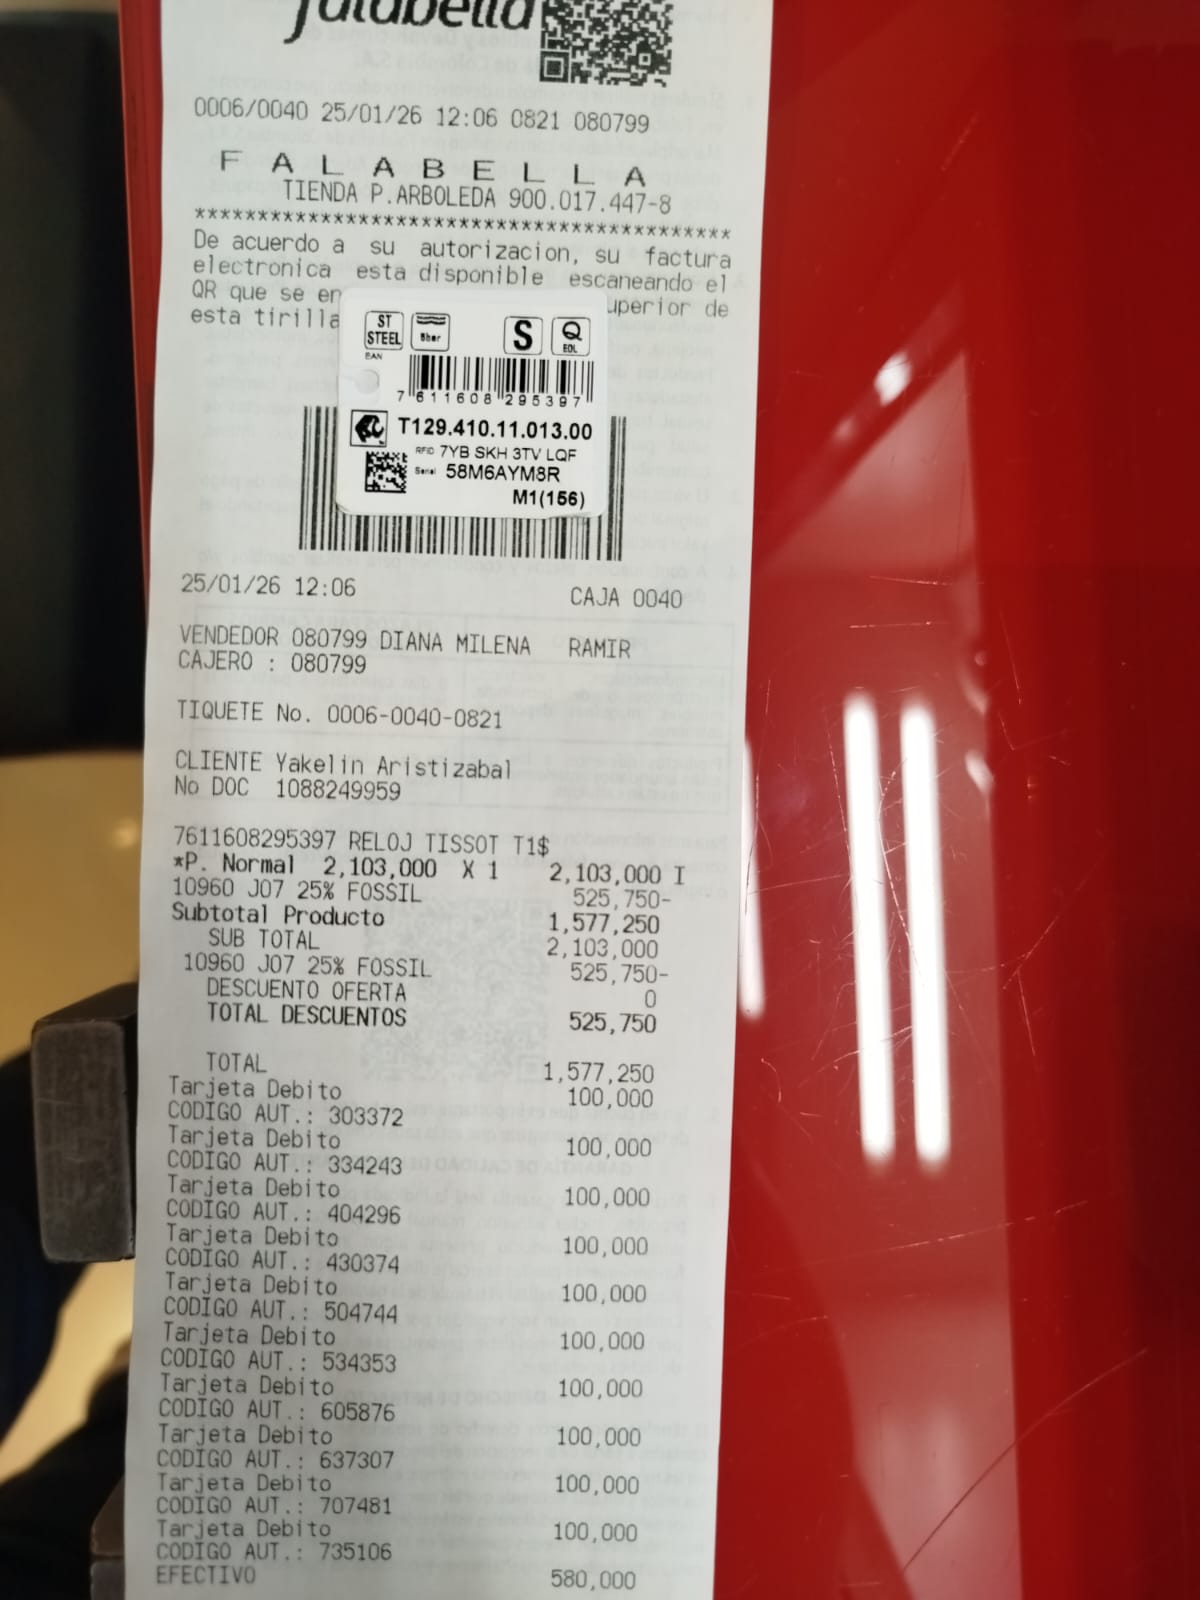 falabella
0006/0040 25/01/26 12:06 0821 080799
F A L A B E L L A
TIENDA P.ARBOLEDA 900.017.447-8
******************************************
De acuerdo a su autorizacion, su factura
electronica esta disponible escaneando el
QR que se en uperior de
esta tirilla
ST STEEL 5bar S Q EOL
EAN
7 611608 295397
T129.410.11.013.00
RFID 7YB SKH 3TV LQF
Serial 58M6AYM8R
M1(156)
25/01/26 12:06 CAJA 0040
VENDEDOR 080799 DIANA MILENA RAMIR
CAJERO : 080799
TIQUETE No. 0006-0040-0821
CLIENTE Yakelin Aristizabal
No DOC 1088249959
7611608295397 RELOJ TISSOT T1$
*P. Normal 2,103,000 X 1 2,103,000 I
10960 J07 25% FOSSIL 525,750-
Subtotal Producto 1,577,250
SUB TOTAL 2,103,000
10960 J07 25% FOSSIL 525,750-
DESCUENTO OFERTA 0
TOTAL DESCUENTOS 525,750
TOTAL 1,577,250
Tarjeta Debito 100,000
CODIGO AUT.: 303372
Tarjeta Debito 100,000
CODIGO AUT.: 334243
Tarjeta Debito 100,000
CODIGO AUT.: 404296
Tarjeta Debito 100,000
CODIGO AUT.: 430374
Tarjeta Debito 100,000
CODIGO AUT.: 504744
Tarjeta Debito 100,000
CODIGO AUT.: 534353
Tarjeta Debito 100,000
CODIGO AUT.: 605876
Tarjeta Debito 100,000
CODIGO AUT.: 637307
Tarjeta Debito 100,000
CODIGO AUT.: 707481
Tarjeta Debito 100,000
CODIGO AUT.: 735106
EFECTIVO 580,000